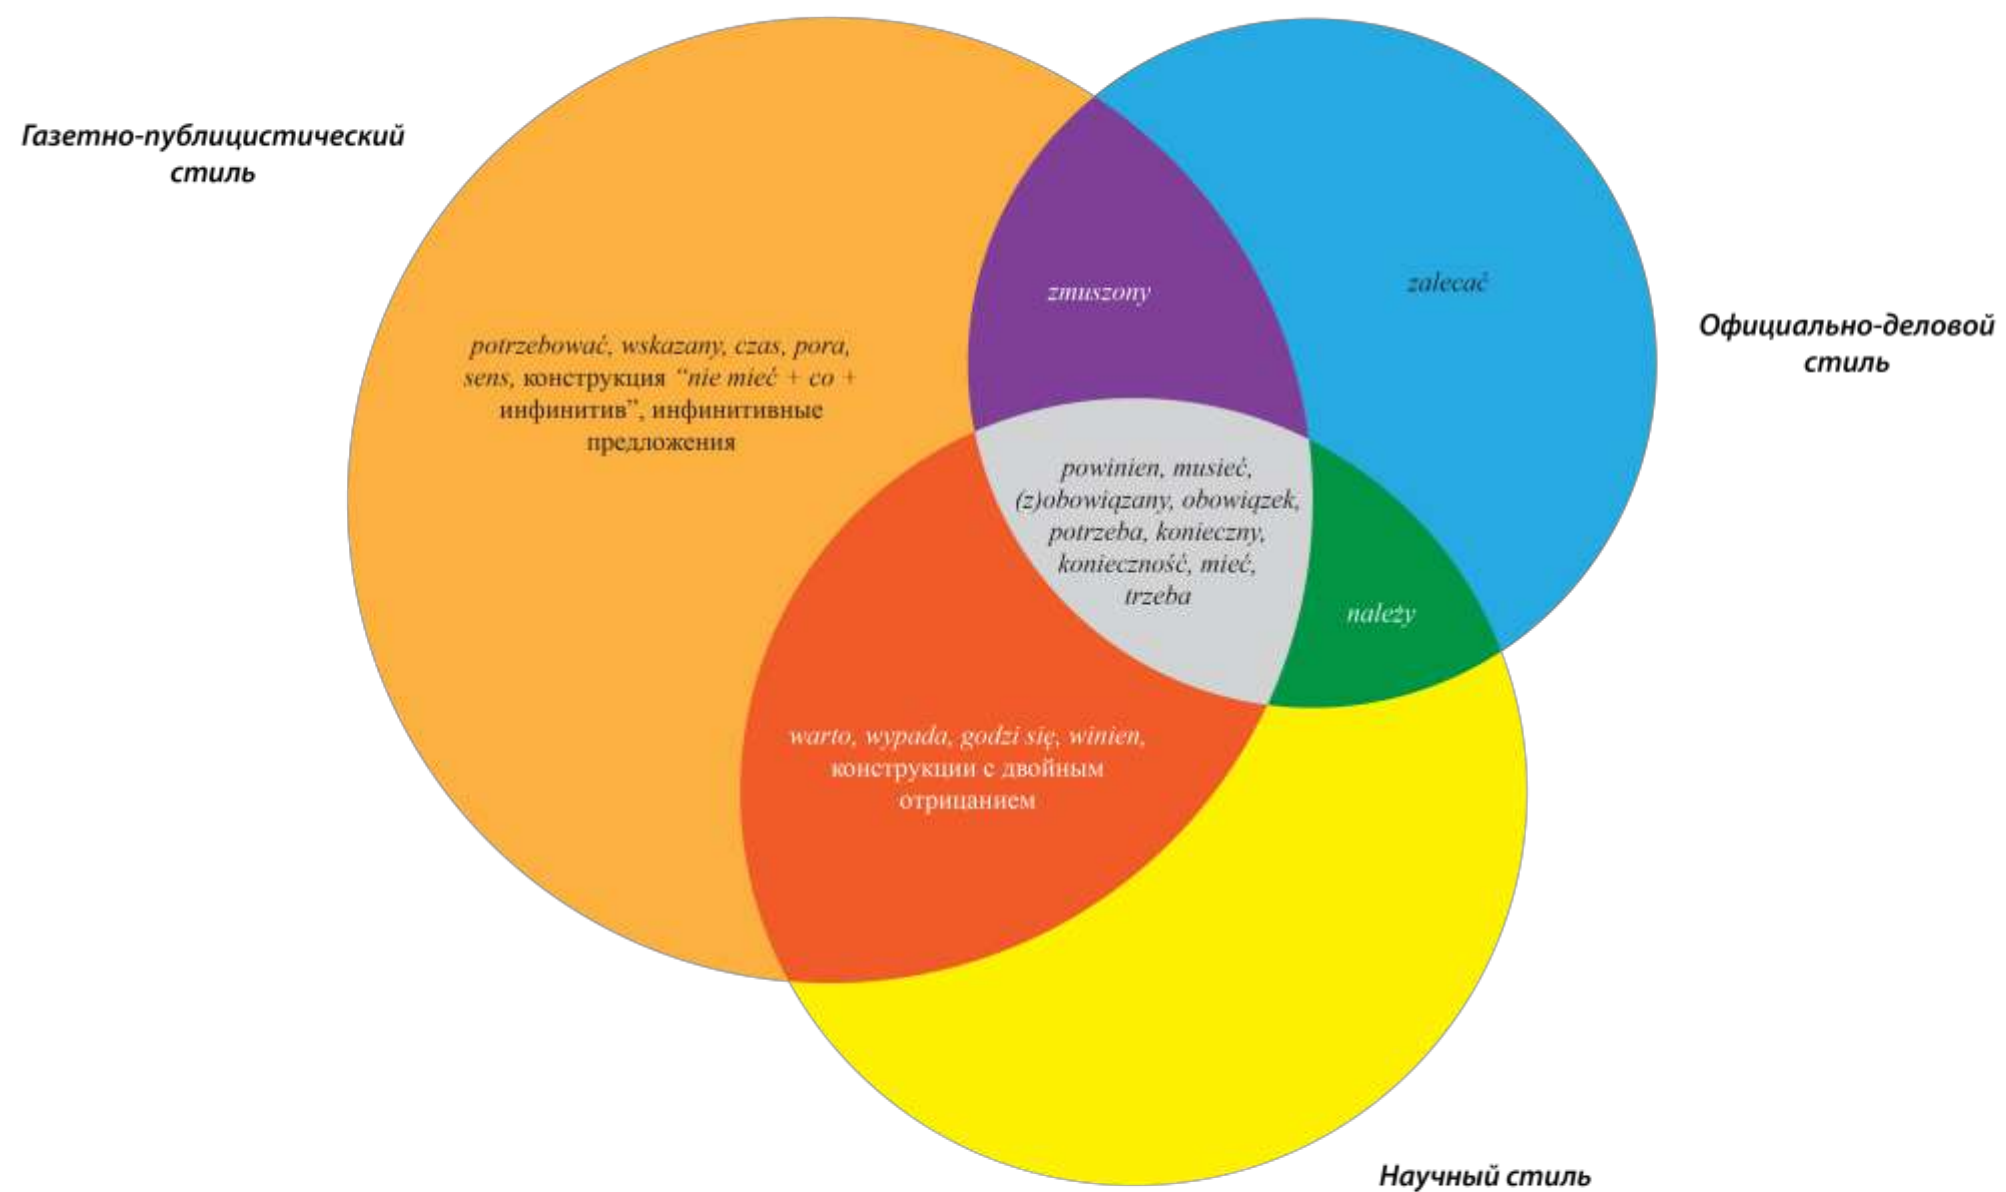 Газетно-публицистический
стиль
zmuszony
zalecać
Официально-деловой
стиль
potrzebować, wskazany, czas, pora,
sens, конструкция “nie mieć + co +
инфинитив”, инфинитивные
предложения
powinien, musieć,
(z)obowiązany, obowiązek,
potrzeba, konieczny,
konieczność, mieć,
trzeba
należy
warto, wypada, godzi się, winien,
конструкции с двойным
отрицанием
Научный стиль